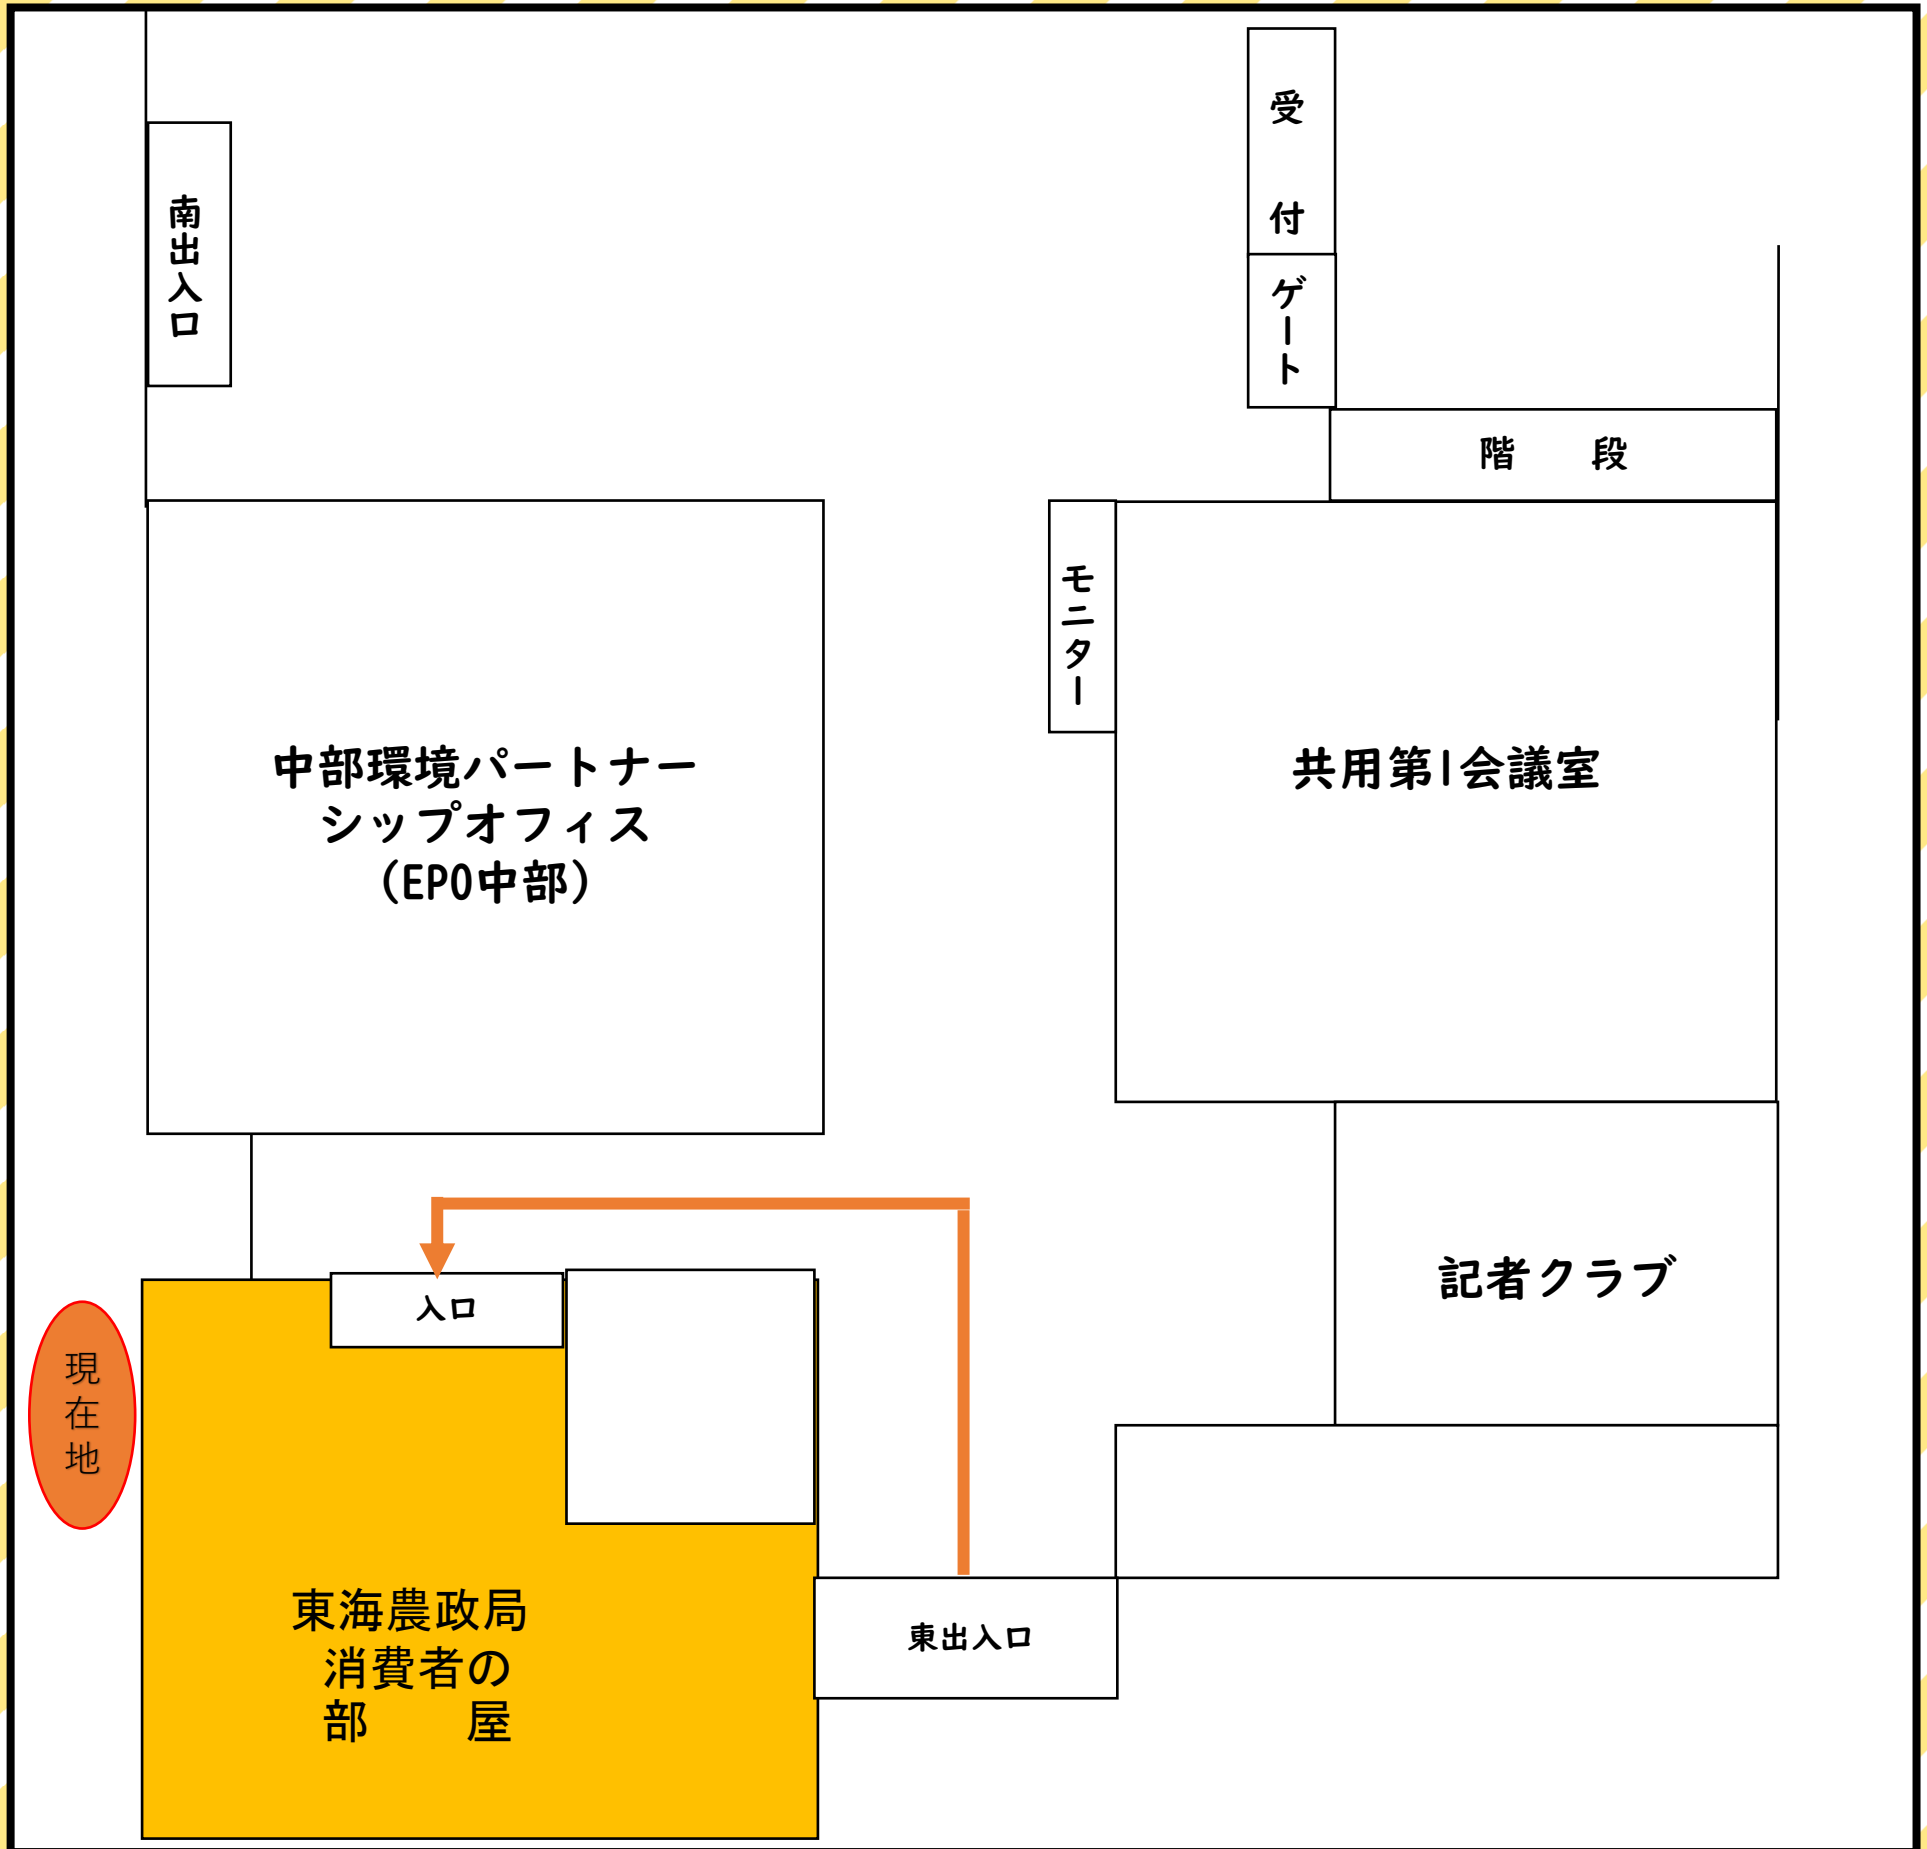 受付
南出入口
ゲート
階　　段
モニター
中部環境パートナー
シップオフィス
(EPO中部)
共用第1会議室
記者クラブ
入口
現在地
東海農政局
消費者の
部　　屋
東出入口